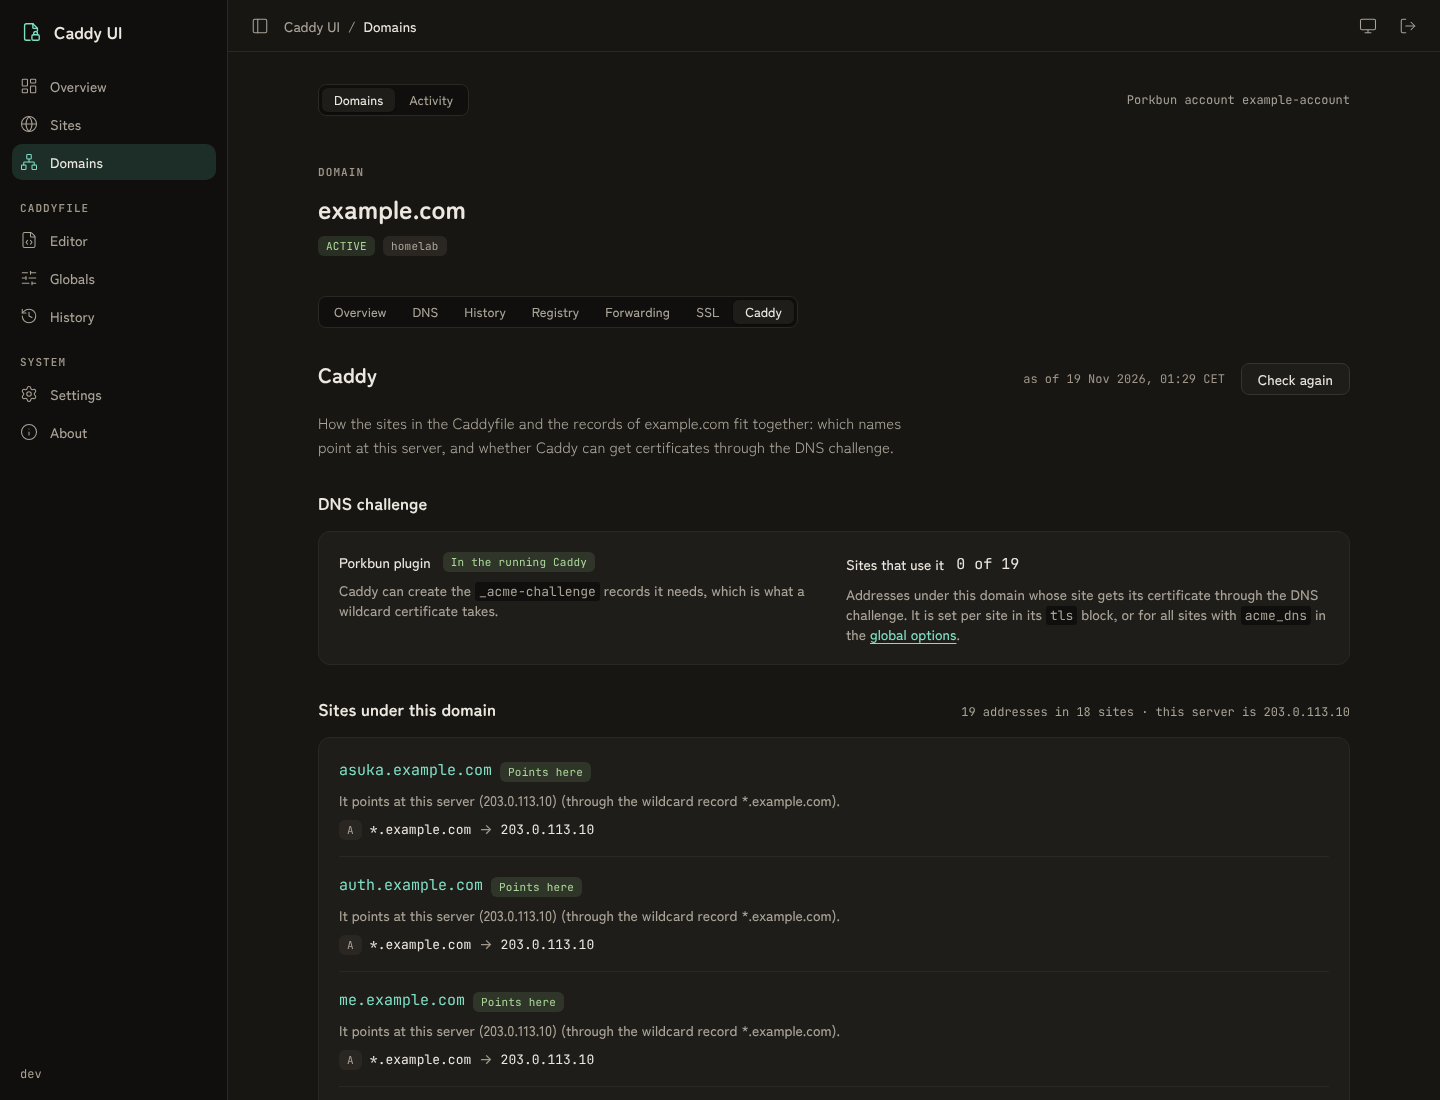 Caddy UI
Overview
Sites
Domains
CADDYFILE
Editor
Globals
History
SYSTEM
Settings
About
dev
Caddy UI / Domains
Domains Activity
Porkbun account example-account
DOMAIN
example.com
ACTIVE homelab
Overview DNS History Registry Forwarding SSL Caddy
Caddy
as of 19 Nov 2026, 01:29 CET Check again
How the sites in the Caddyfile and the records of example.com fit together: which names
point at this server, and whether Caddy can get certificates through the DNS challenge.
DNS challenge
Porkbun plugin In the running Caddy
Caddy can create the _acme-challenge records it needs, which is what a
wildcard certificate takes.
Sites that use it 0 of 19
Addresses under this domain whose site gets its certificate through the DNS
challenge. It is set per site in its tls block, or for all sites with acme_dns in
the global options.
Sites under this domain
19 addresses in 18 sites · this server is 203.0.113.10
asuka.example.com Points here
It points at this server (203.0.113.10) (through the wildcard record *.example.com).
A *.example.com → 203.0.113.10
auth.example.com Points here
It points at this server (203.0.113.10) (through the wildcard record *.example.com).
A *.example.com → 203.0.113.10
me.example.com Points here
It points at this server (203.0.113.10) (through the wildcard record *.example.com).
A *.example.com → 203.0.113.10